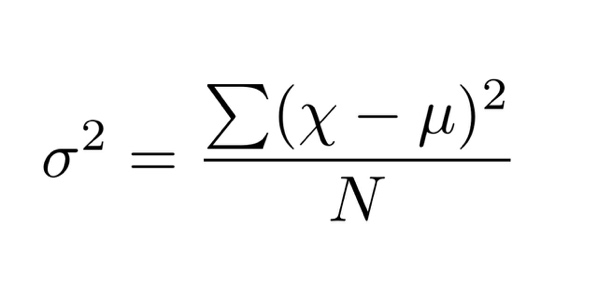 σ² = ∑(χ − μ)² / N